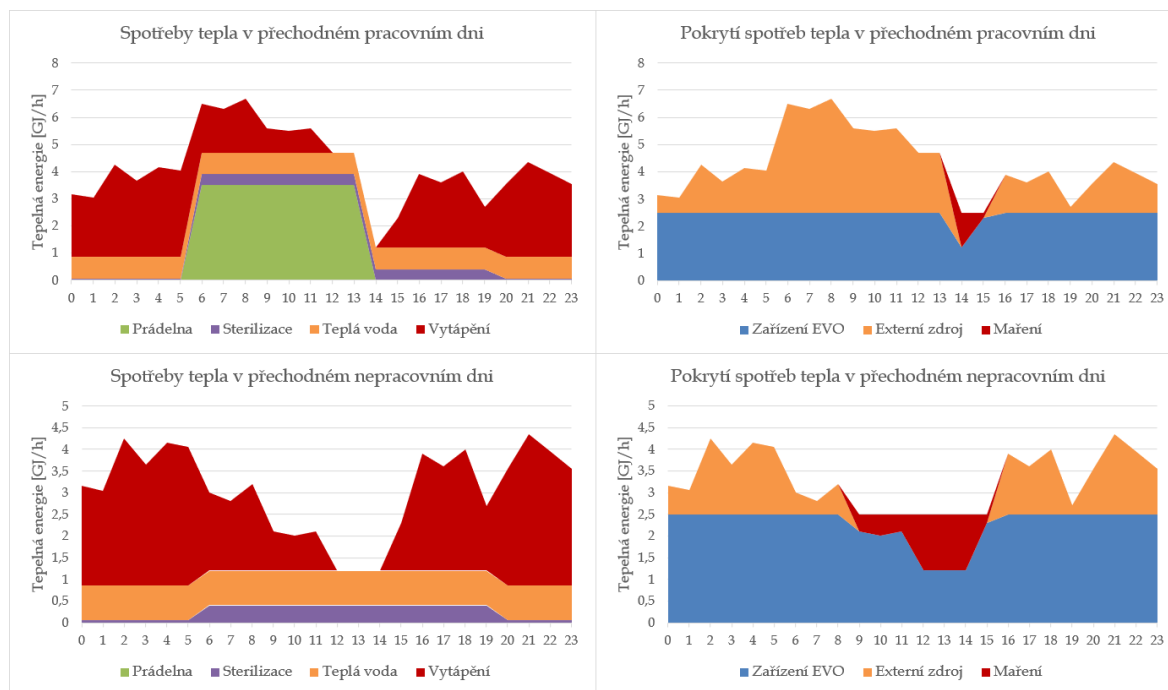 Spotřeby tepla v přechodném pracovním dni
Tepelná energie [GJ/h]
8
7
6
5
4
3
2
1
0
0 1 2 3 4 5 6 7 8 9 10 11 12 13 14 15 16 17 18 19 20 21 22 23
Prádelna Sterilizace Teplá voda Vytápění
Pokrytí spotřeb tepla v přechodném pracovním dni
Tepelná energie [GJ/h]
8
7
6
5
4
3
2
1
0
0 1 2 3 4 5 6 7 8 9 10 11 12 13 14 15 16 17 18 19 20 21 22 23
Zařízení EVO Externí zdroj Maření
Spotřeby tepla v přechodném nepracovním dni
Tepelná energie [GJ/h]
5
4,5
4
3,5
3
2,5
2
1,5
1
0,5
0
0 1 2 3 4 5 6 7 8 9 10 11 12 13 14 15 16 17 18 19 20 21 22 23
Prádelna Sterilizace Teplá voda Vytápění
Pokrytí spotřeb tepla v přechodném nepracovním dni
Tepelná energie [GJ/h]
5
4,5
4
3,5
3
2,5
2
1,5
1
0,5
0
0 1 2 3 4 5 6 7 8 9 10 11 12 13 14 15 16 17 18 19 20 21 22 23
Zařízení EVO Externí zdroj Maření